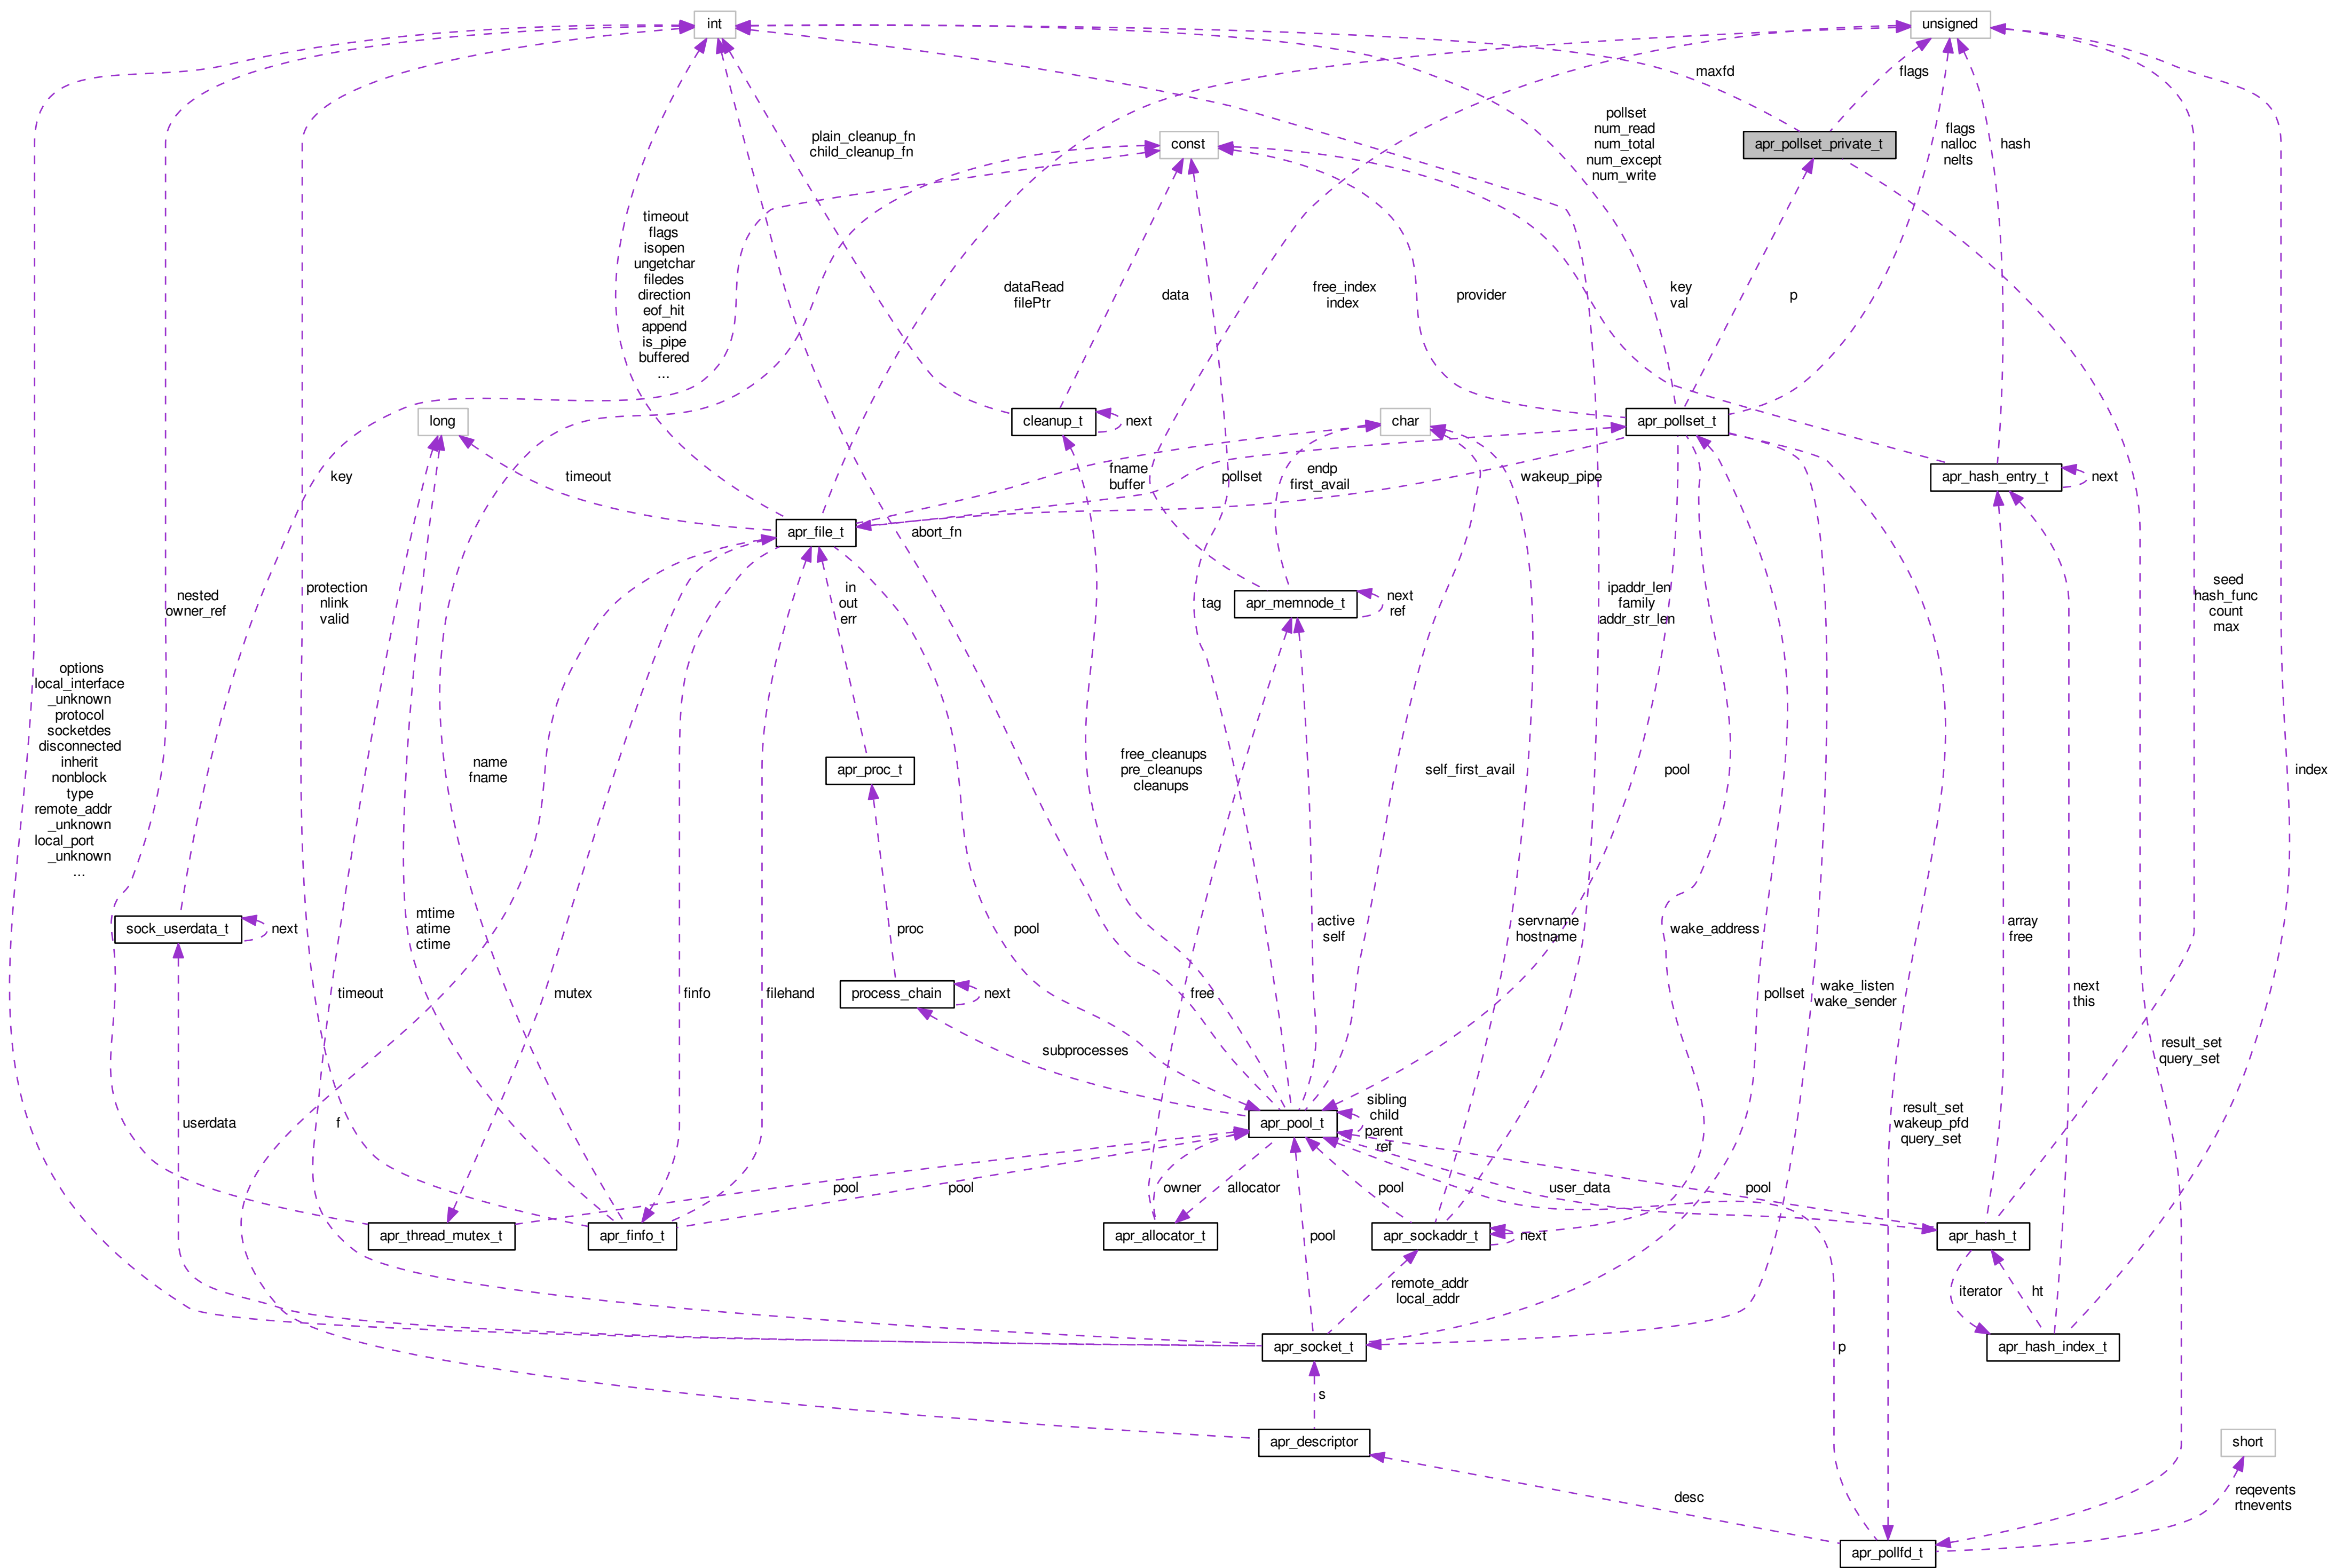 int
unsigned
maxfd
flags
plain_cleanup_fn
child_cleanup_fn
const
pollset
num_read
num_total
num_except
num_write
apr_pollset_private_t
flags
nalloc
nelts
hash
timeout
flags
isopen
ungetchar
filedes
direction
eof_hit
append
is_pipe
buffered
...
dataRead
filePtr
data
free_index
index
provider
key
val
p
long
cleanup_t
next
char
apr_pollset_t
key
timeout
fname
buffer
pollset
endp
first_avail
wakeup_pipe
apr_hash_entry_t
next
apr_file_t
abort_fn
nested
owner_ref
protection
nlink
valid
in
out
err
tag
apr_memnode_t
next
ref
ipaddr_len
family
addr_str_len
seed
hash_func
count
max
options
local_interface
_unknown
protocol
socketdes
disconnected
inherit
nonblock
type
remote_addr
_unknown
local_port
_unknown
...
name
fname
apr_proc_t
free_cleanups
pre_cleanups
cleanups
self_first_avail
pool
index
sock_userdata_t
next
mtime
atime
ctime
proc
pool
active
self
servname
hostname
wake_address
array
free
timeout
mutex
finfo
filehand
process_chain
next
free
pollset
wake_listen
wake_sender
next
this
subprocesses
result_set
query_set
userdata
f
apr_pool_t
sibling
child
parent
ref
result_set
wakeup_pfd
query_set
pool
pool
owner
allocator
pool
user_data
pool
apr_thread_mutex_t
apr_finfo_t
apr_allocator_t
pool
apr_sockaddr_t
next
apr_hash_t
remote_addr
local_addr
iterator
ht
apr_socket_t
p
apr_hash_index_t
s
apr_descriptor
short
desc
reqevents
rtnevents
apr_pollfd_t